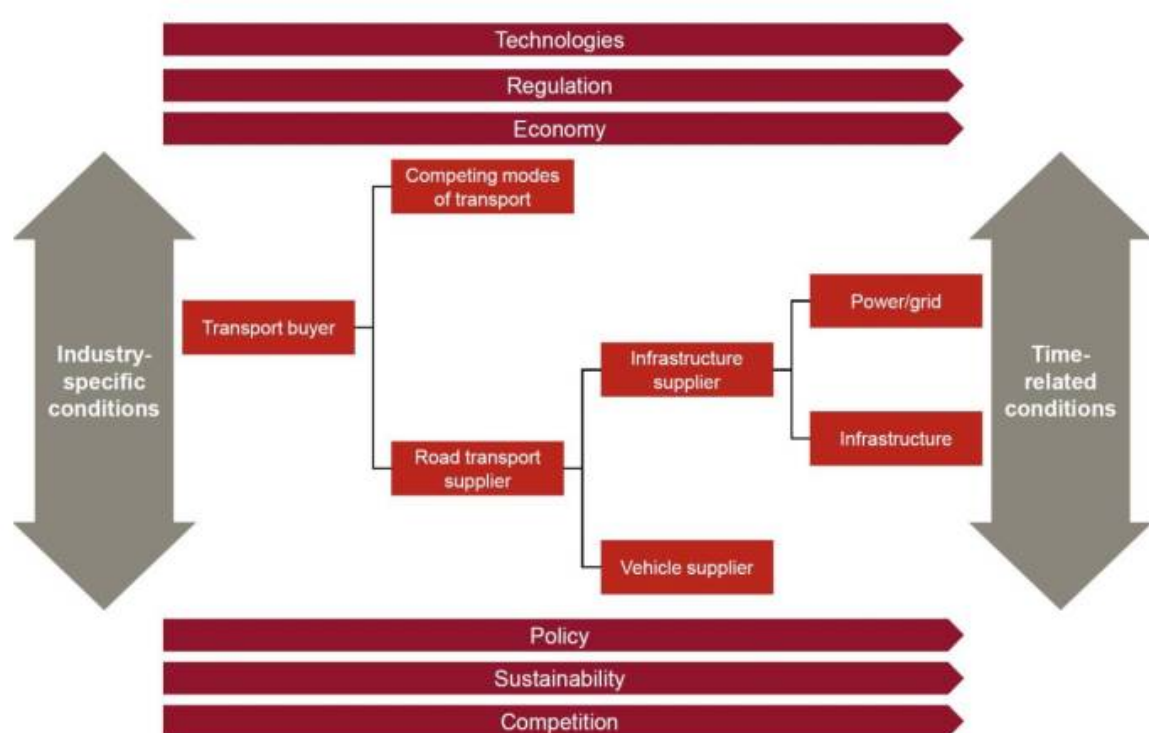 Technologies
Regulation
Economy
Competing modes
of transport
Transport buyer
Industry-
specific
conditions
Power/grid
Infrastructure
supplier
Time-
related
conditions
Infrastructure
Road transport
supplier
Vehicle supplier
Policy
Sustainability
Competition